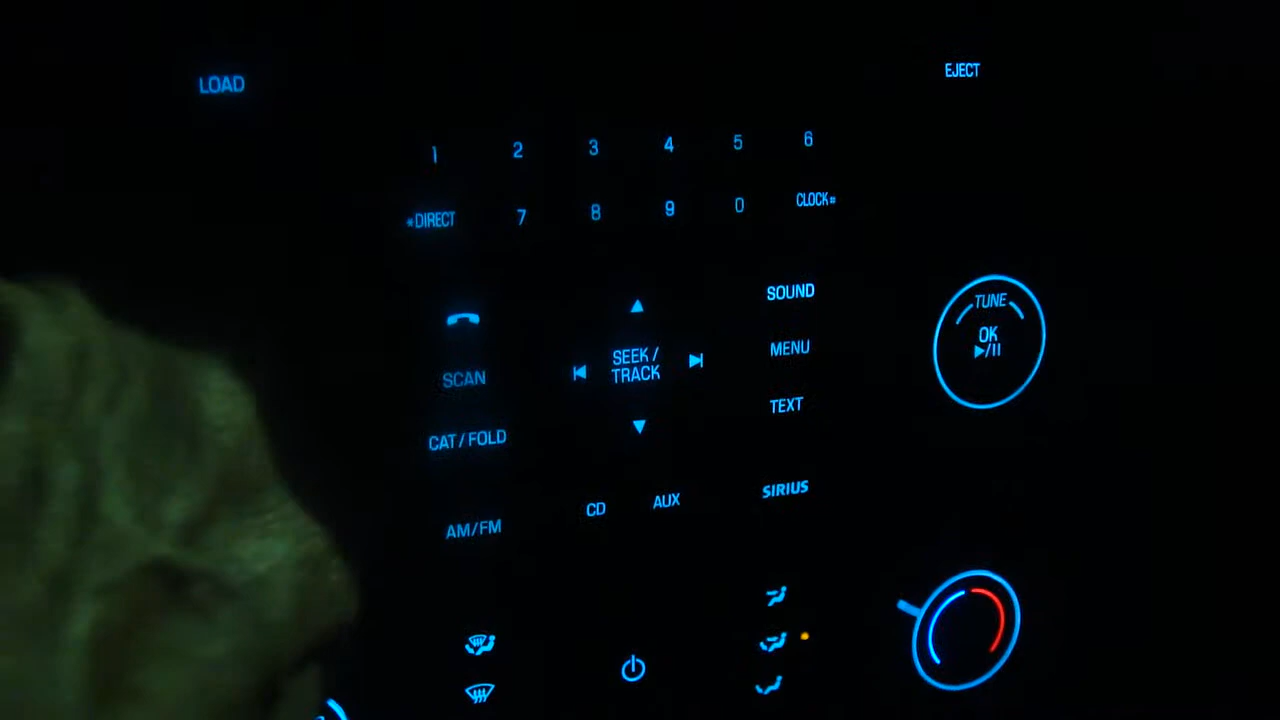 LOAD
EJECT
1 2 3 4 5 6
*DIRECT 7 8 9 0 CLOCK#
SOUND
TUNE
OK
▶/II
SEEK /
TRACK
MENU
SCAN
TEXT
CAT / FOLD
SIRIUS
CD AUX
AM/FM